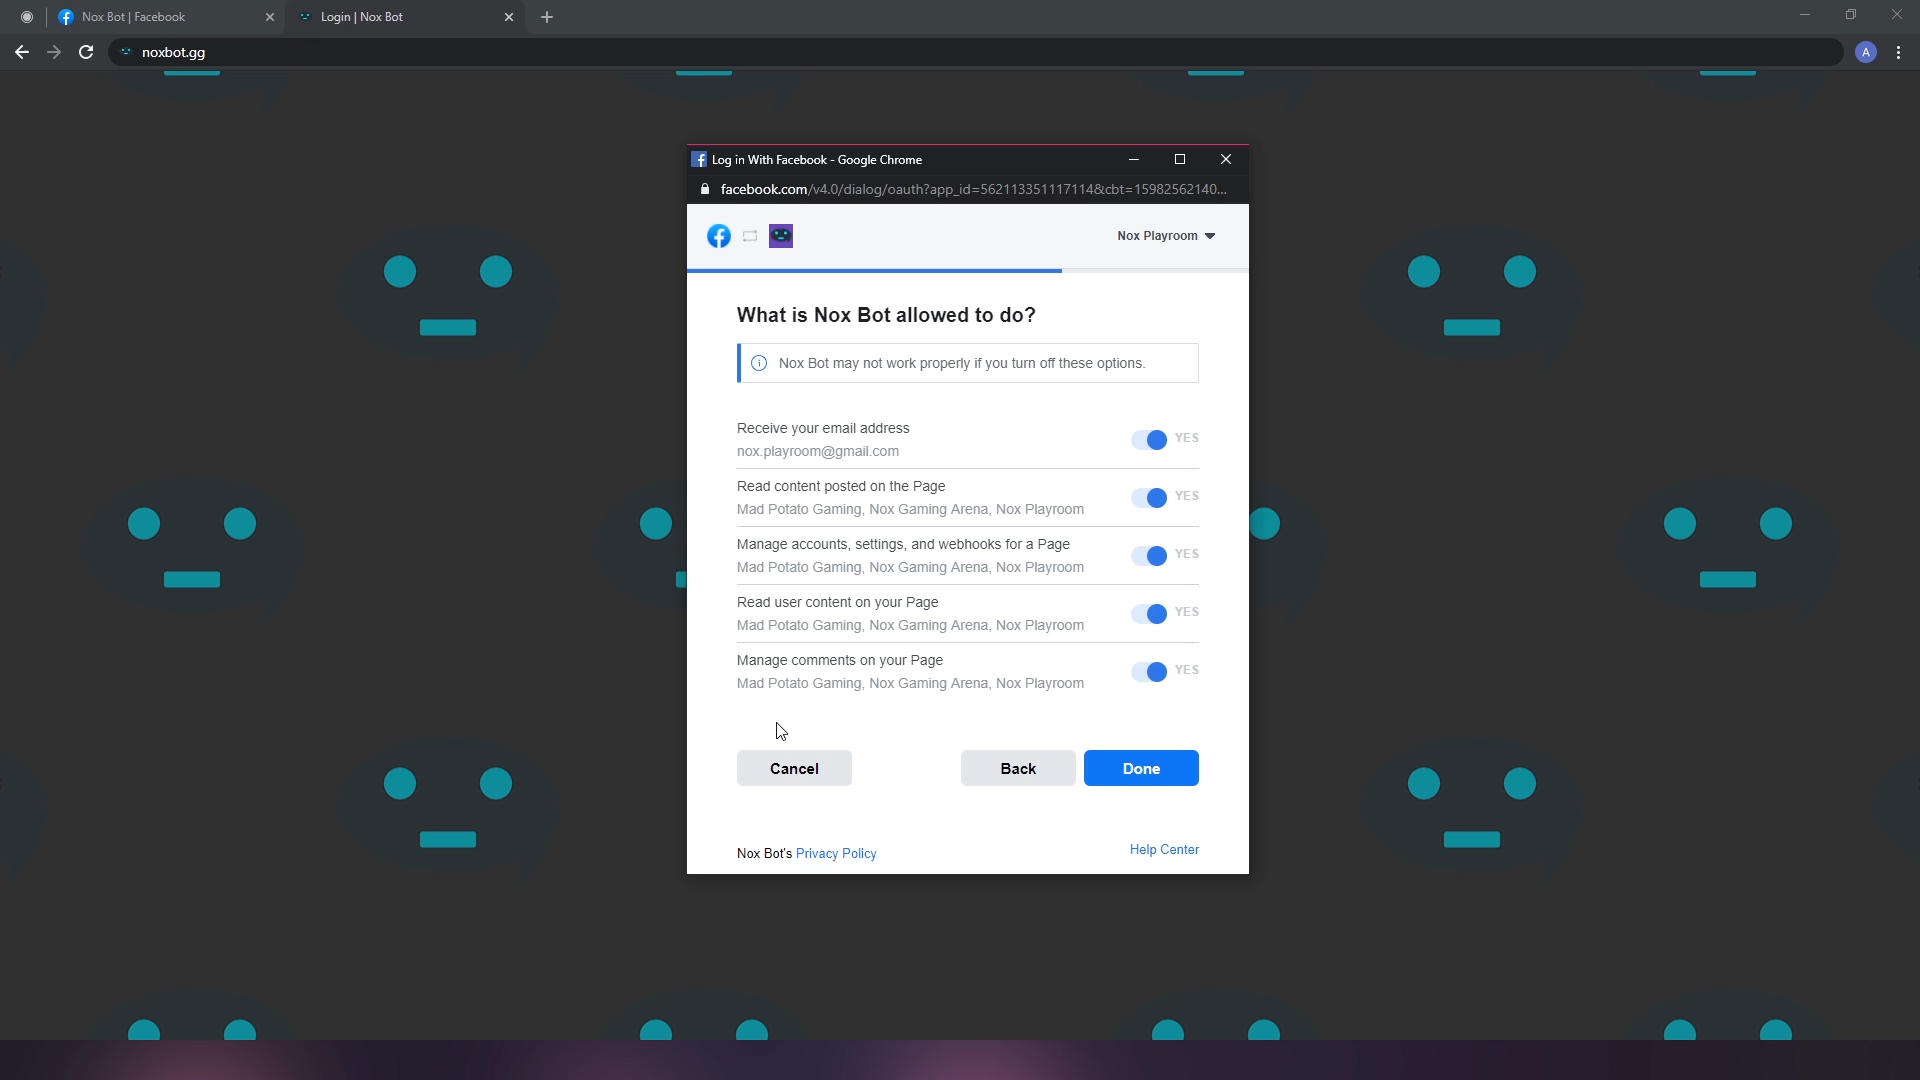 Nox Bot | Facebook
Login | Nox Bot
noxbot.gg
A
Log in With Facebook - Google Chrome
facebook.com/v4.0/dialog/oauth?app_id=562113351117114&cbt=15982562140...
Nox Playroom
What is Nox Bot allowed to do?
Nox Bot may not work properly if you turn off these options.
Receive your email address
YES
nox.playroom@gmail.com
Read content posted on the Page
YES
Mad Potato Gaming, Nox Gaming Arena, Nox Playroom
Manage accounts, settings, and webhooks for a Page
YES
Mad Potato Gaming, Nox Gaming Arena, Nox Playroom
Read user content on your Page
YES
Mad Potato Gaming, Nox Gaming Arena, Nox Playroom
Manage comments on your Page
YES
Mad Potato Gaming, Nox Gaming Arena, Nox Playroom
Cancel
Back
Done
Nox Bot's Privacy Policy
Help Center